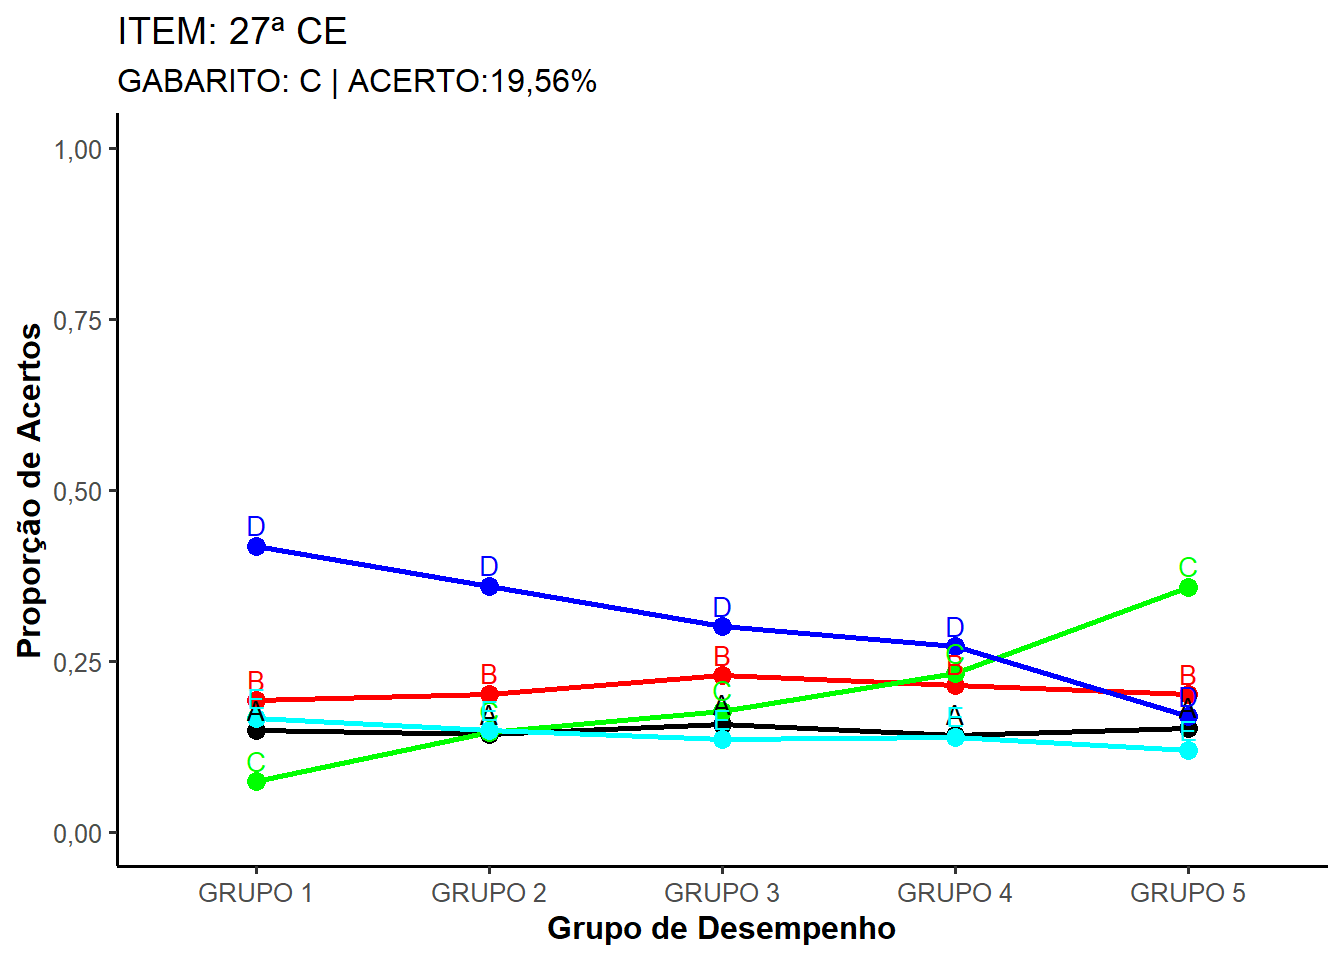 ITEM: 27ª CE
GABARITO: C | ACERTO:19,56%
Proporção de Acertos
1,00
0,75
0,50
0,25
0,00
D D D D D
B B B B B
C C C C C
A A A A A
E E E E E
GRUPO 1 GRUPO 2 GRUPO 3 GRUPO 4 GRUPO 5
Grupo de Desempenho